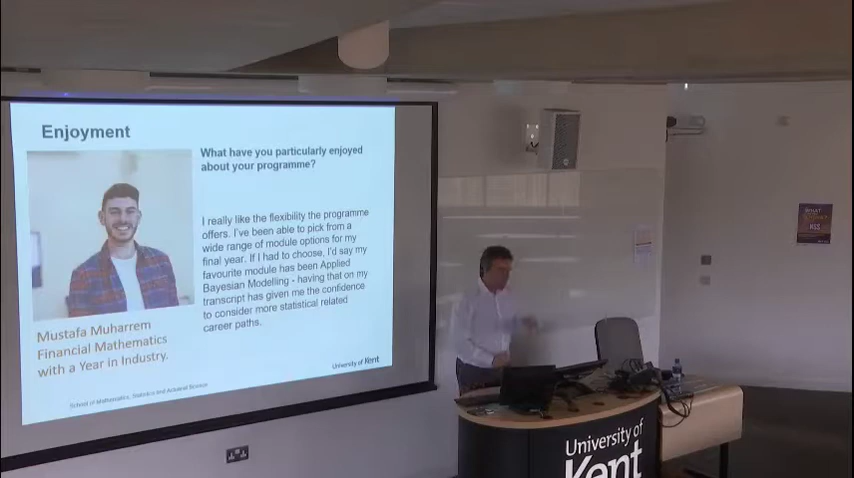 Enjoyment
What have you particularly enjoyed
about your programme?
I really like the flexibility the programme
offers. I've been able to pick from a
wide range of module options for my
final year. If I had to choose, I'd say my
favourite module has been Applied
Bayesian Modelling - having that on my
transcript has given me the confidence
to consider more statistical related
career paths.
Mustafa Muharrem
Financial Mathematics
with a Year in Industry.
University of Kent
School of Mathematics, Statistics and Actuarial Science
University of
Kent
WHAT